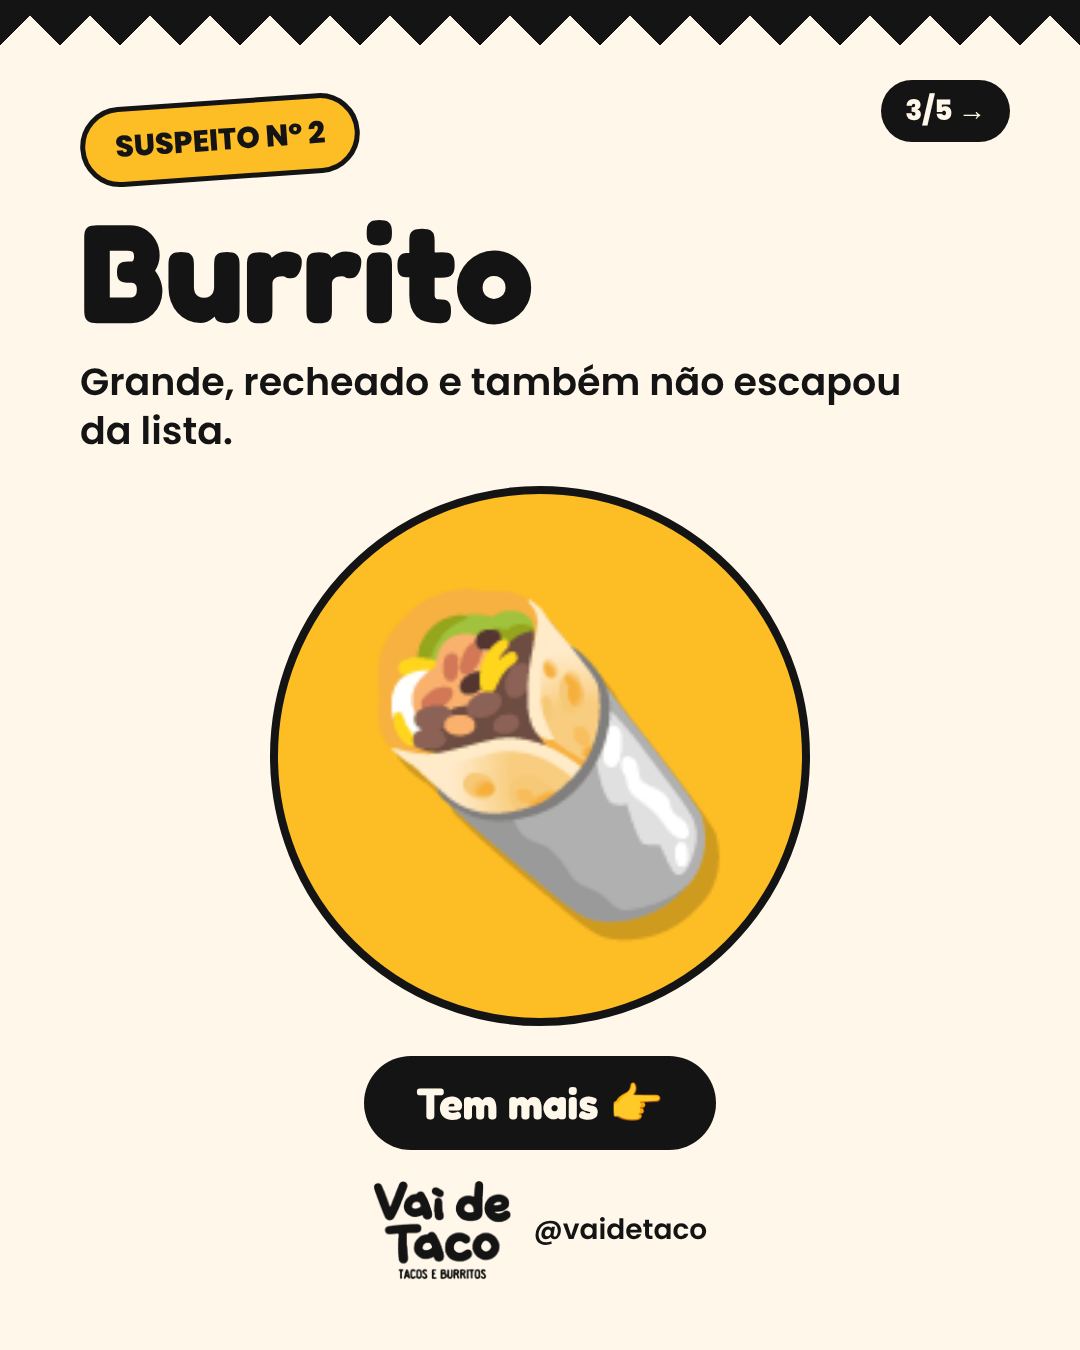 SUSPEITO Nº 2
3/5 →
Burrito
Grande, recheado e também não escapou
da lista.
Tem mais 👉
Vai de
Taco
TACOS E BURRITOS
@vaidetaco